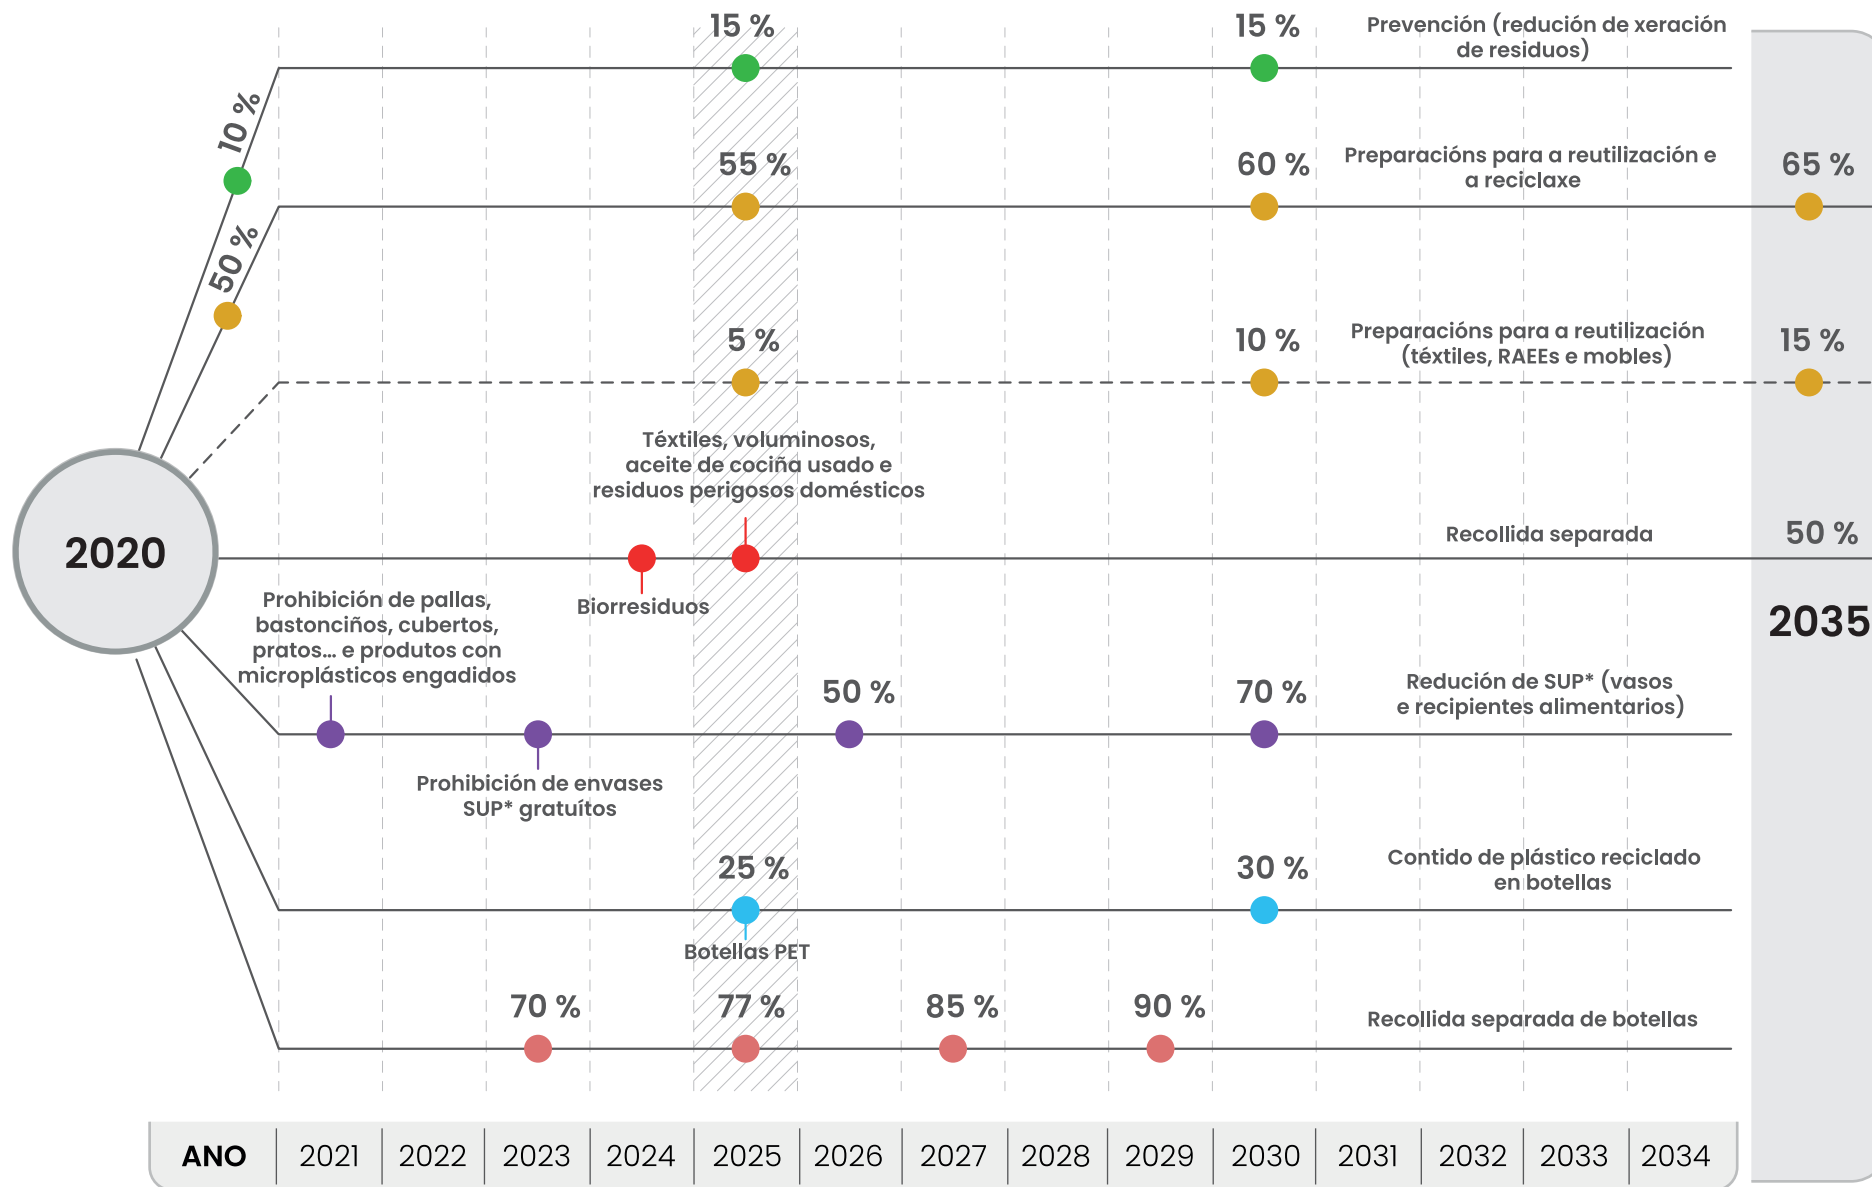 15 %
15 %
Prevención (redución de xeración
de residuos)
10 %
55 %
60 %
Preparacións para a reutilización e
a reciclaxe
65 %
50 %
5 %
10 %
Preparacións para a reutilización
(téxtiles, RAEEs e mobles)
15 %
Téxtiles, voluminosos,
aceite de cociña usado e
residuos perigosos domésticos
2020
Recollida separada
50 %
Biorresiduos
2035
Prohibición de pallas,
bastonciños, cubertos,
pratos... e produtos con
microplásticos engadidos
50 %
70 %
Redución de SUP* (vasos
e recipientes alimentarios)
Prohibición de envases
SUP* gratuítos
25 %
30 %
Contido de plástico reciclado
en botellas
Botellas PET
70 %
77 %
85 %
90 %
Recollida separada de botellas
ANO 2021 2022 2023 2024 2025 2026 2027 2028 2029 2030 2031 2032 2033 2034